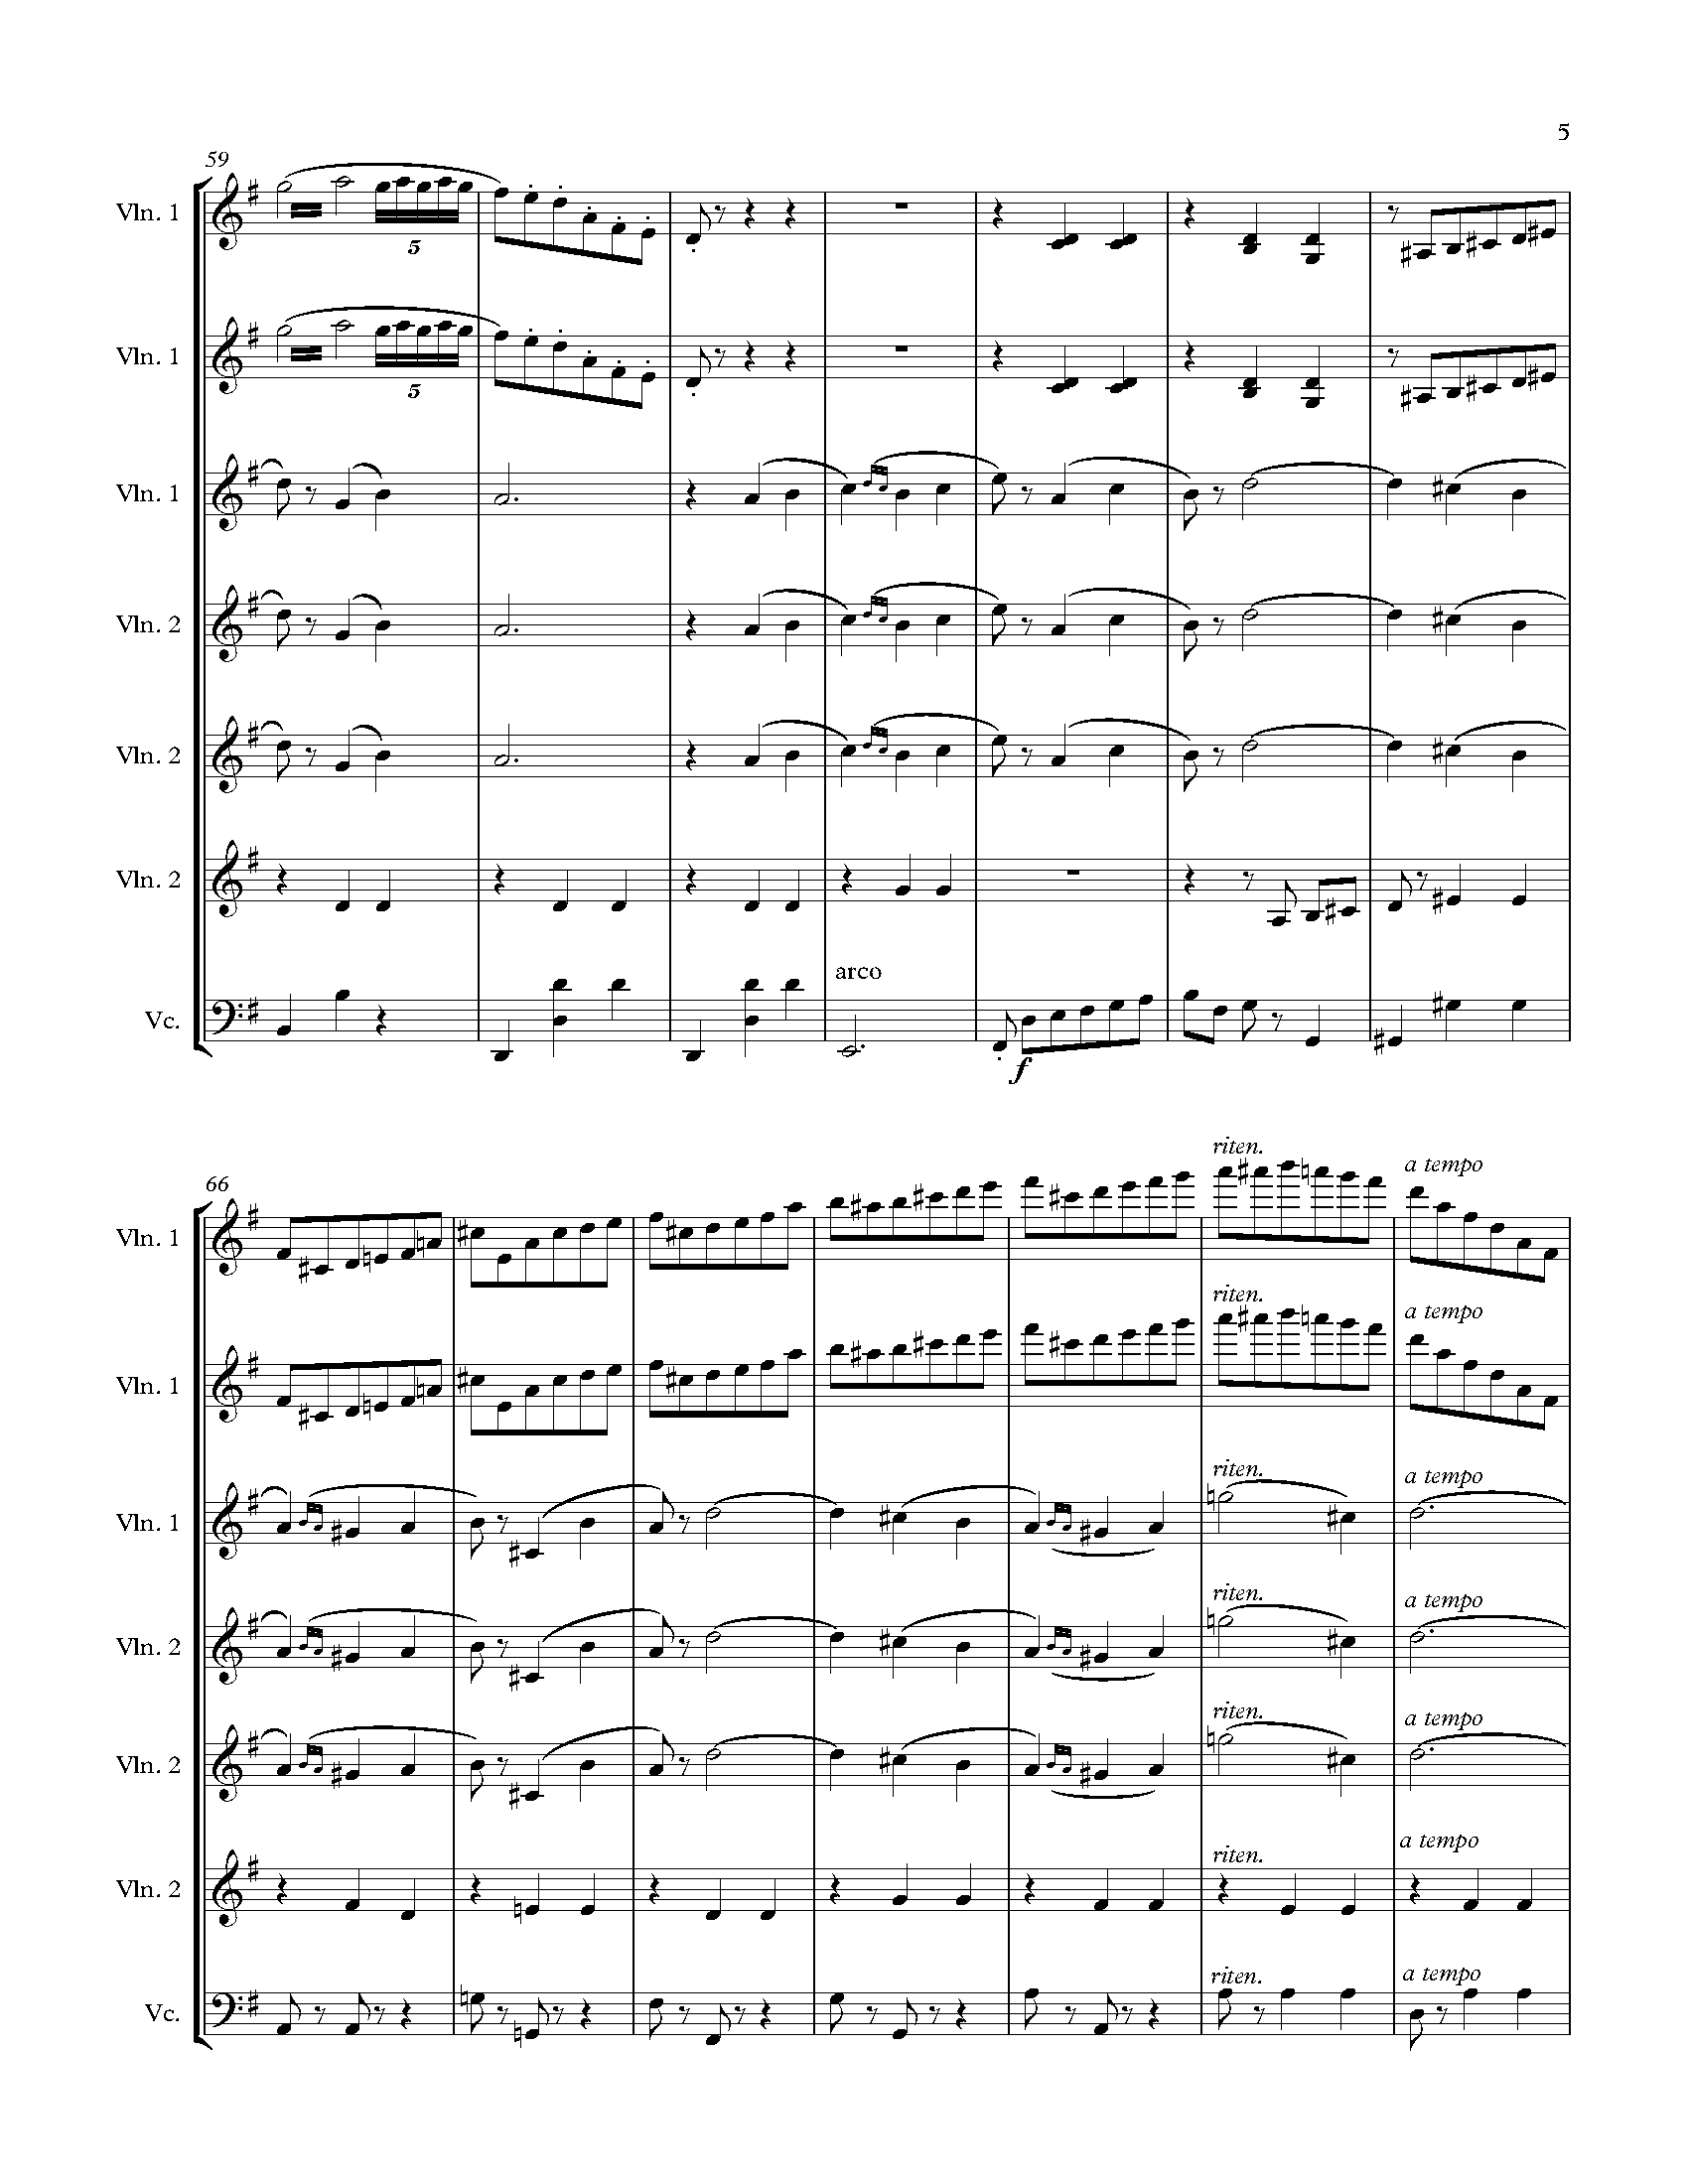 5
59
Vln. 1
5
Vln. 1
5
Vln. 1
Vln. 2
Vln. 2
Vln. 2
arco
Vc.
f
riten.
a tempo
66
Vln. 1
riten.
a tempo
Vln. 1
riten.
a tempo
Vln. 1
riten.
a tempo
Vln. 2
riten.
a tempo
Vln. 2
riten.
a tempo
Vln. 2
riten.
a tempo
Vc.